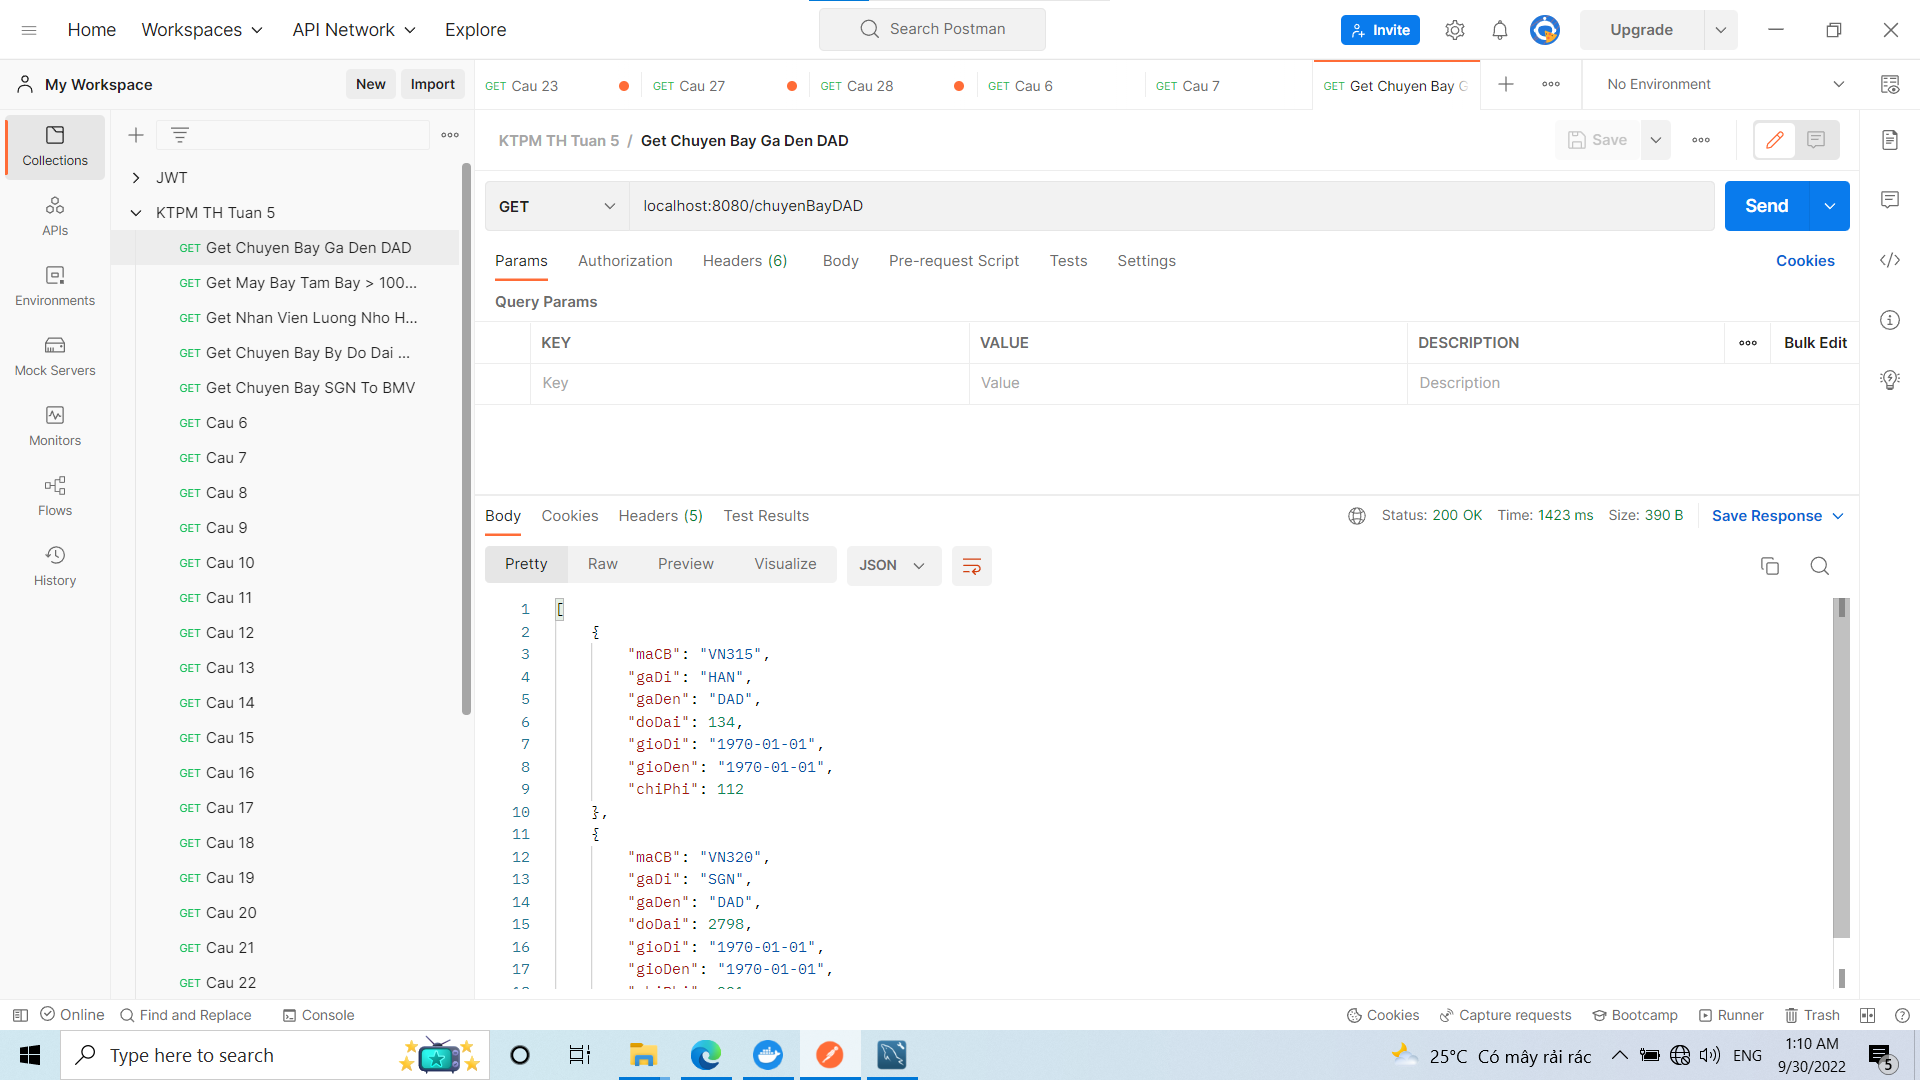 Home
Workspaces
API Network
Explore
Search Postman
Invite
Upgrade
My Workspace
New
Import
GET Cau 23
GET Cau 27
GET Cau 28
GET Cau 6
GET Cau 7
GET Get Chuyen Bay G
No Environment
Collections
APIs
Environments
Mock Servers
Monitors
Flows
History
JWT
KTPM TH Tuan 5
GET Get Chuyen Bay Ga Den DAD
GET Get May Bay Tam Bay > 100...
GET Get Nhan Vien Luong Nho H...
GET Get Chuyen Bay By Do Dai ...
GET Get Chuyen Bay SGN To BMV
GET Cau 6
GET Cau 7
GET Cau 8
GET Cau 9
GET Cau 10
GET Cau 11
GET Cau 12
GET Cau 13
GET Cau 14
GET Cau 15
GET Cau 16
GET Cau 17
GET Cau 18
GET Cau 19
GET Cau 20
GET Cau 21
GET Cau 22
KTPM TH Tuan 5 / Get Chuyen Bay Ga Den DAD
Save
GET
localhost:8080/chuyenBayDAD
Send
Params
Authorization
Headers (6)
Body
Pre-request Script
Tests
Settings
Cookies
Query Params
KEY
VALUE
DESCRIPTION
Bulk Edit
Key
Value
Description
Body
Cookies
Headers (5)
Test Results
Status: 200 OK
Time: 1423 ms
Size: 390 B
Save Response
Pretty
Raw
Preview
Visualize
JSON
1 [
2 {
3 "maCB": "VN315",
4 "gaDi": "HAN",
5 "gaDen": "DAD",
6 "doDai": 134,
7 "gioDi": "1970-01-01",
8 "gioDen": "1970-01-01",
9 "chiPhi": 112
10 },
11 {
12 "maCB": "VN320",
13 "gaDi": "SGN",
14 "gaDen": "DAD",
15 "doDai": 2798,
16 "gioDi": "1970-01-01",
17 "gioDen": "1970-01-01",
Online
Find and Replace
Console
Cookies
Capture requests
Bootcamp
Runner
Trash
Type here to search
25°C Có mây rải rác
ENG
1:10 AM
9/30/2022
5